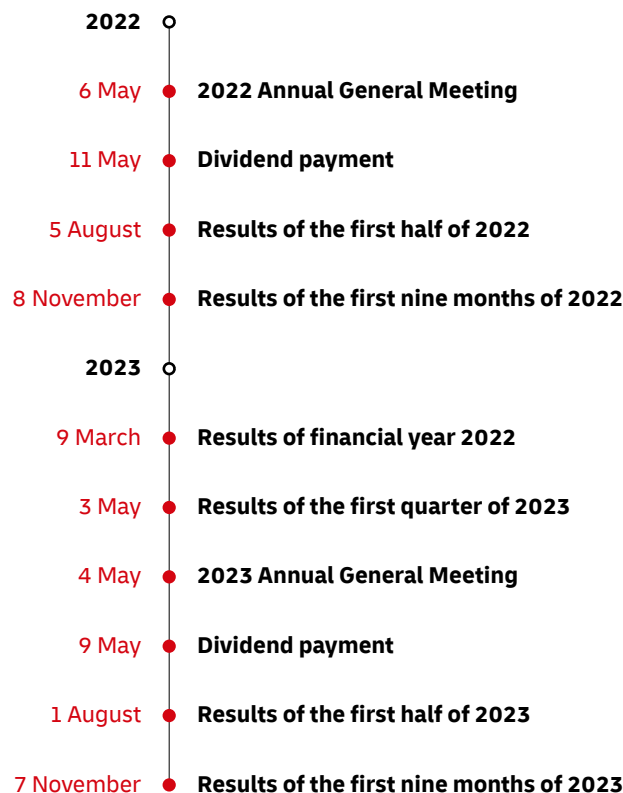 2022
6 May 2022 Annual General Meeting
11 May Dividend payment
5 August Results of the first half of 2022
8 November Results of the first nine months of 2022
2023
9 March Results of financial year 2022
3 May Results of the first quarter of 2023
4 May 2023 Annual General Meeting
9 May Dividend payment
1 August Results of the first half of 2023
7 November Results of the first nine months of 2023